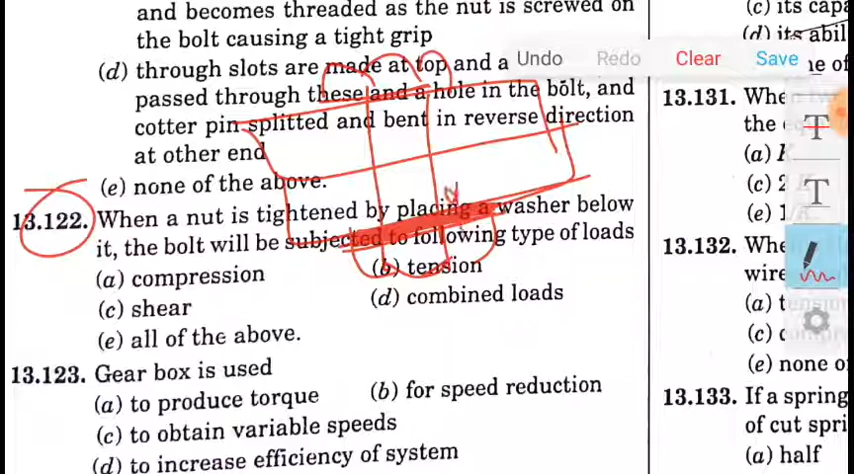 and becomes threaded as the nut is screwed on
the bolt causing a tight grip
(d) through slots are made at top and a
passed through these and a hole in the bolt, and
cotter pin splitted and bent in reverse direction
at other end
(e) none of the above.
13.122. When a nut is tightened by placing a washer below
it, the bolt will be subjected to following type of loads
(a) compression (b) tension
(c) shear (d) combined loads
(e) all of the above.
13.123. Gear box is used
(a) to produce torque (b) for speed reduction
(c) to obtain variable speeds
(d) to increase efficiency of system
Undo Redo Clear Save
(c) its capa
(d) its abil
ne of
13.131. Whe
the
(a) K
(c) 2
(e) 1
13.132. Whe
wire
(a) tension
(c) c
(e) none o
13.133. If a spring
of cut spri
(a) half
T
T